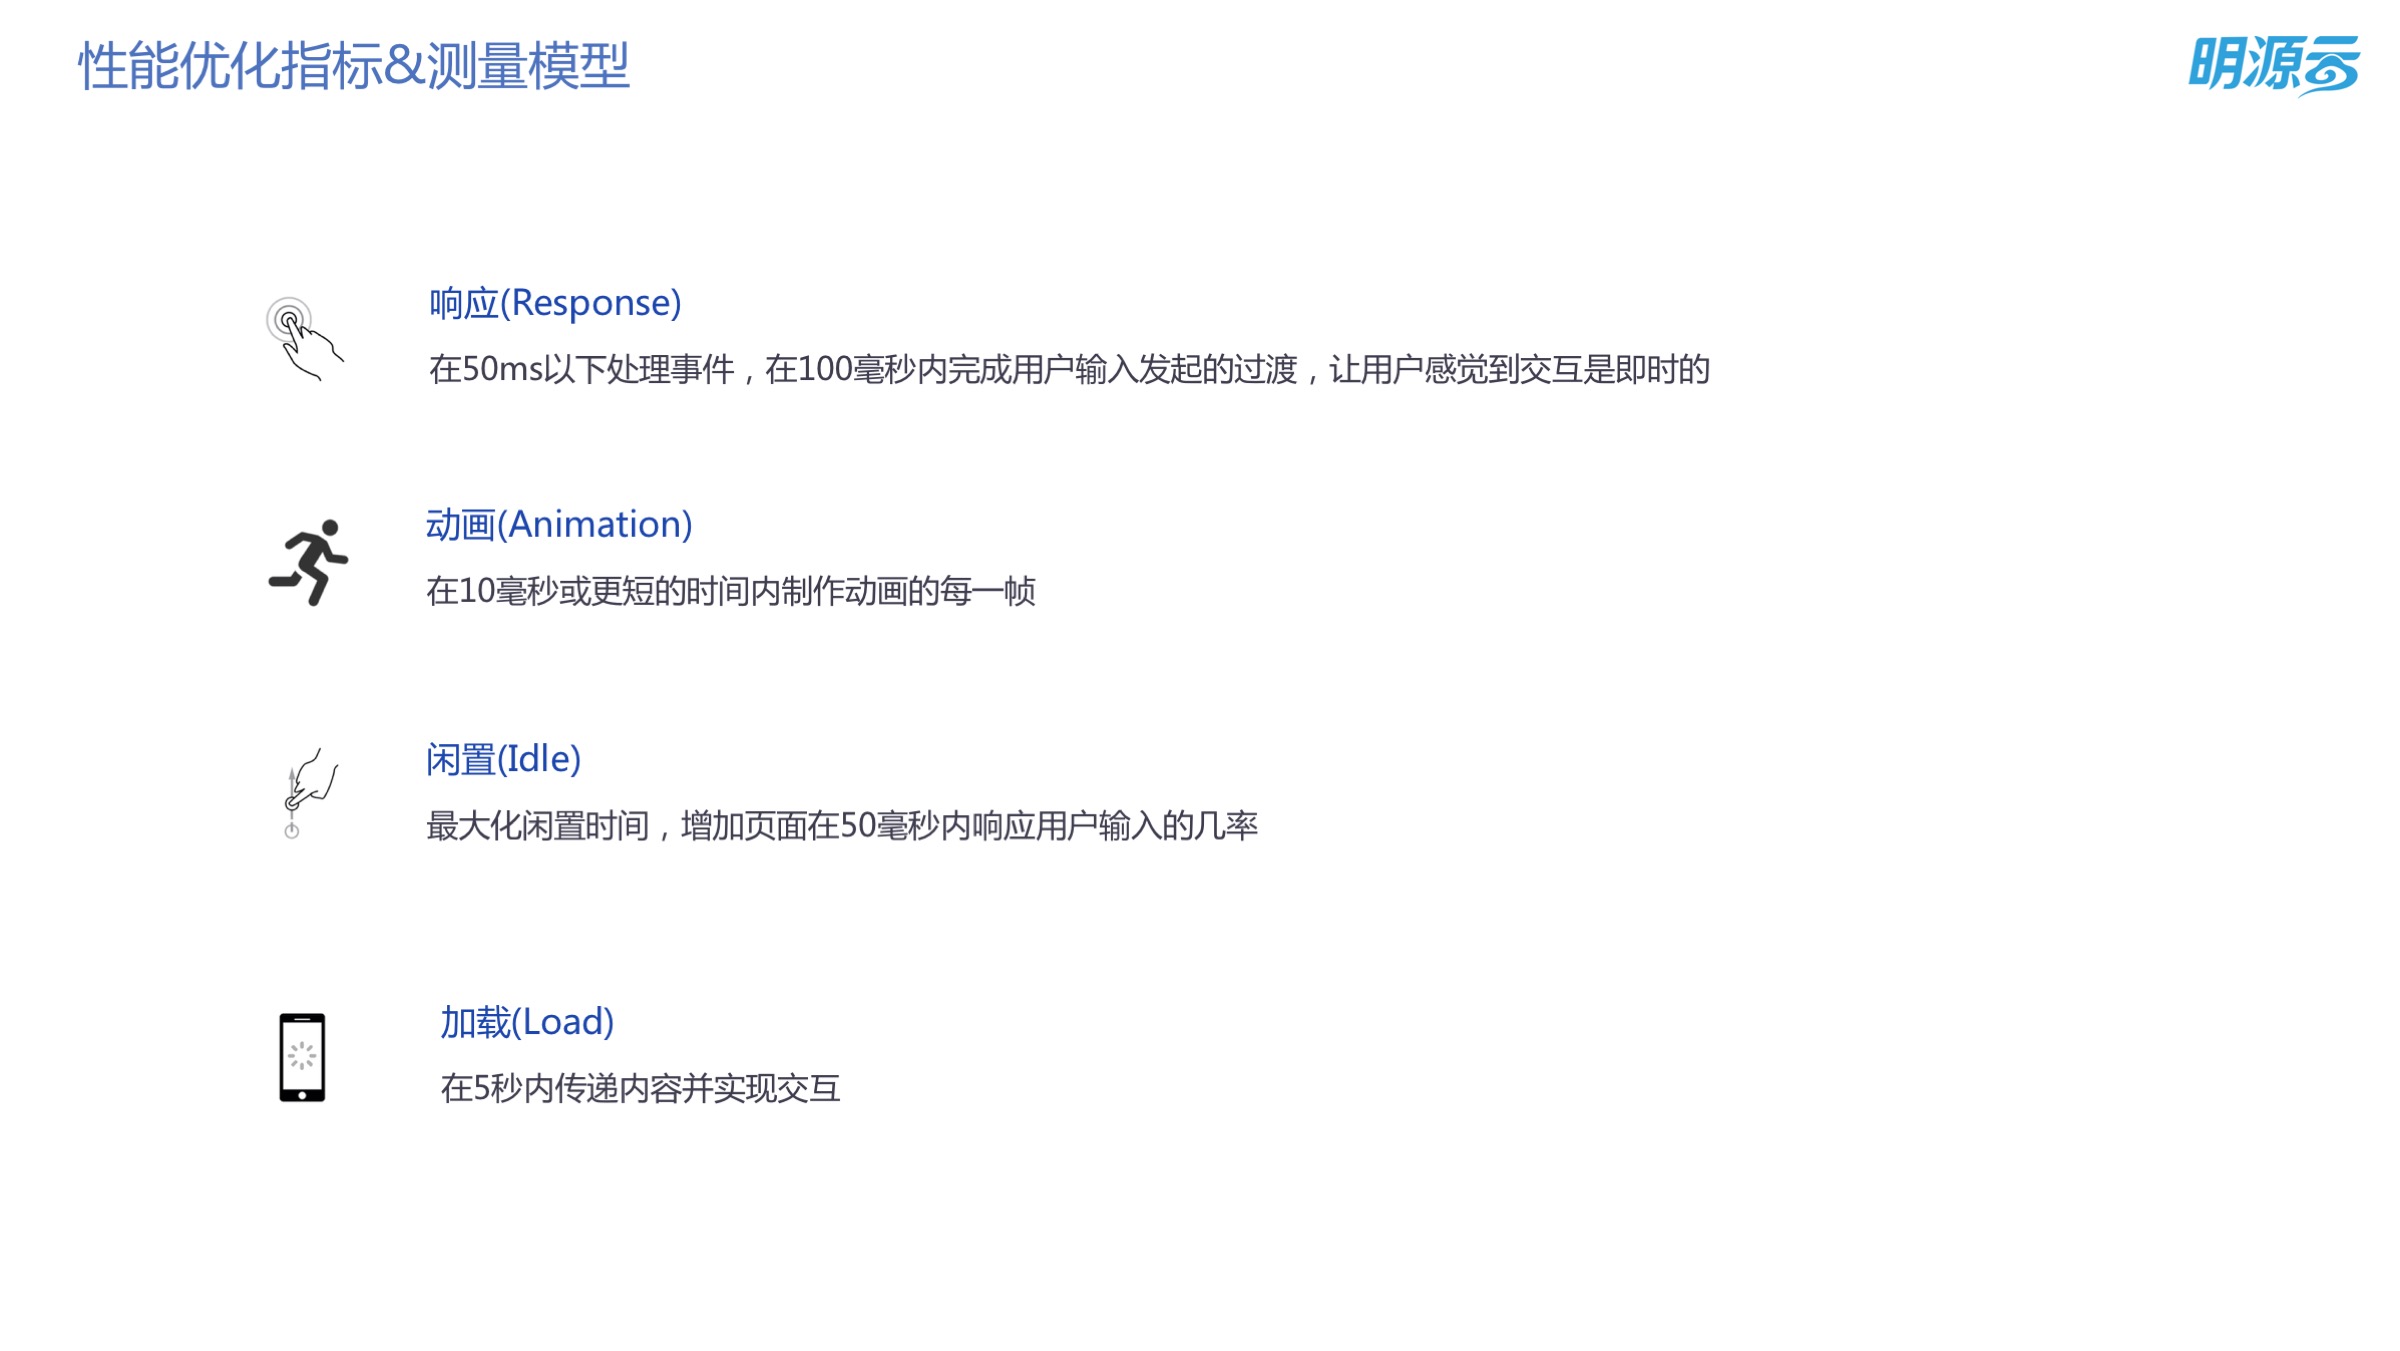 性能优化指标&测量模型
明源云
响应(Response)
在50ms以下处理事件，在100毫秒内完成用户输入发起的过渡，让用户感觉到交互是即时的
动画(Animation)
在10毫秒或更短的时间内制作动画的每一帧
闲置(Idle)
最大化闲置时间，增加页面在50毫秒内响应用户输入的几率
加载(Load)
在5秒内传递内容并实现交互